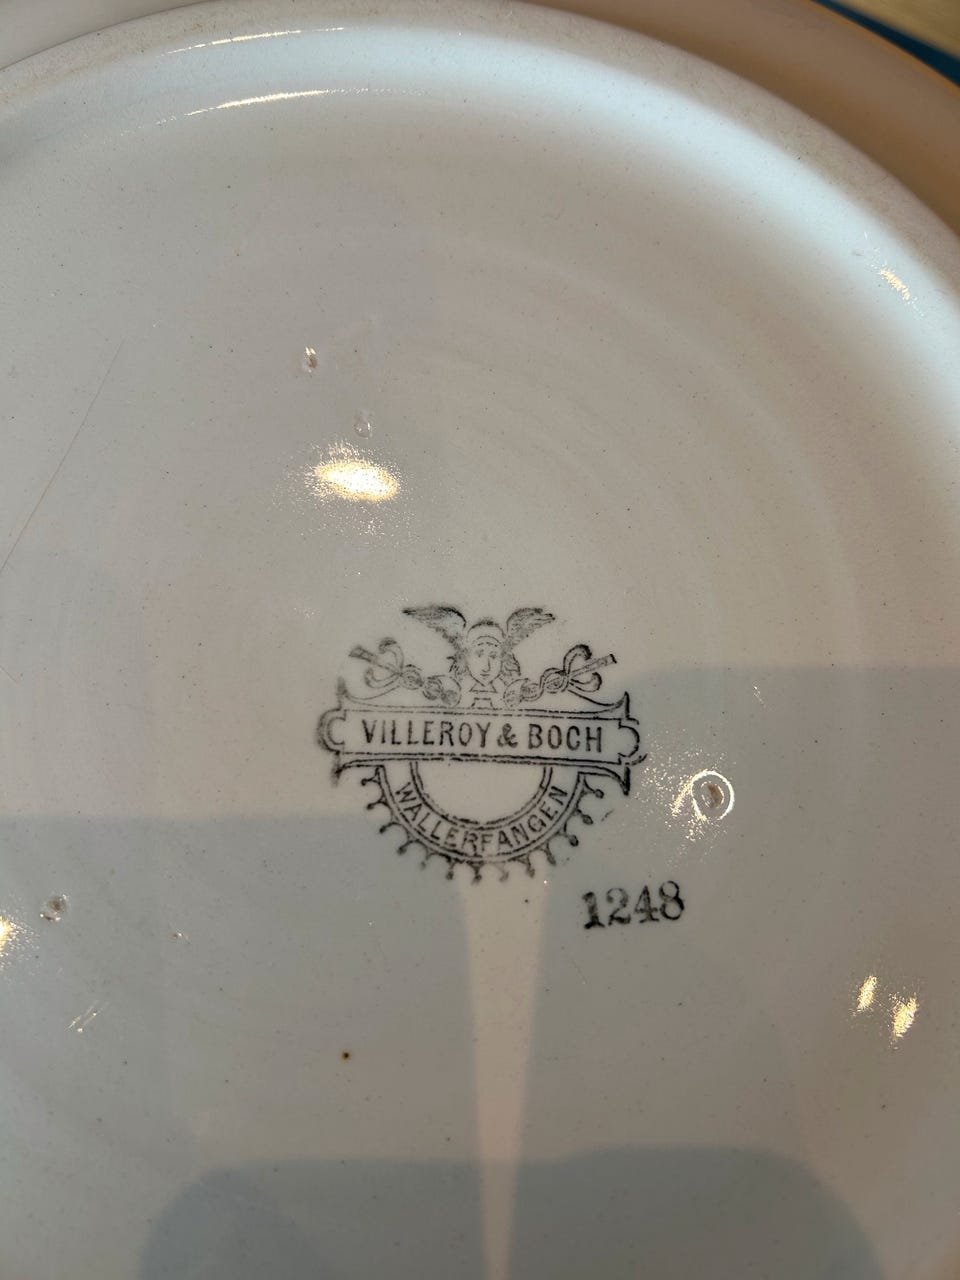 VILLEROY & BOCH
WALLERFANGEN
1248